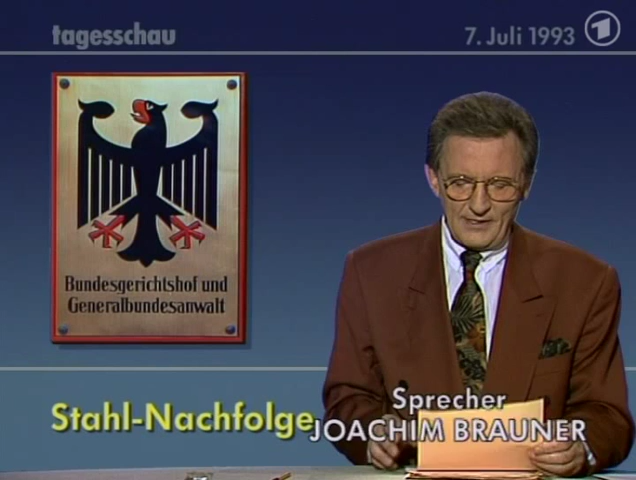 tagesschau
7. Juli 1993
Bundesgerichtshof und
Generalbundesanwalt
Stahl-Nachfolge
Sprecher
JOACHIM BRAUNER